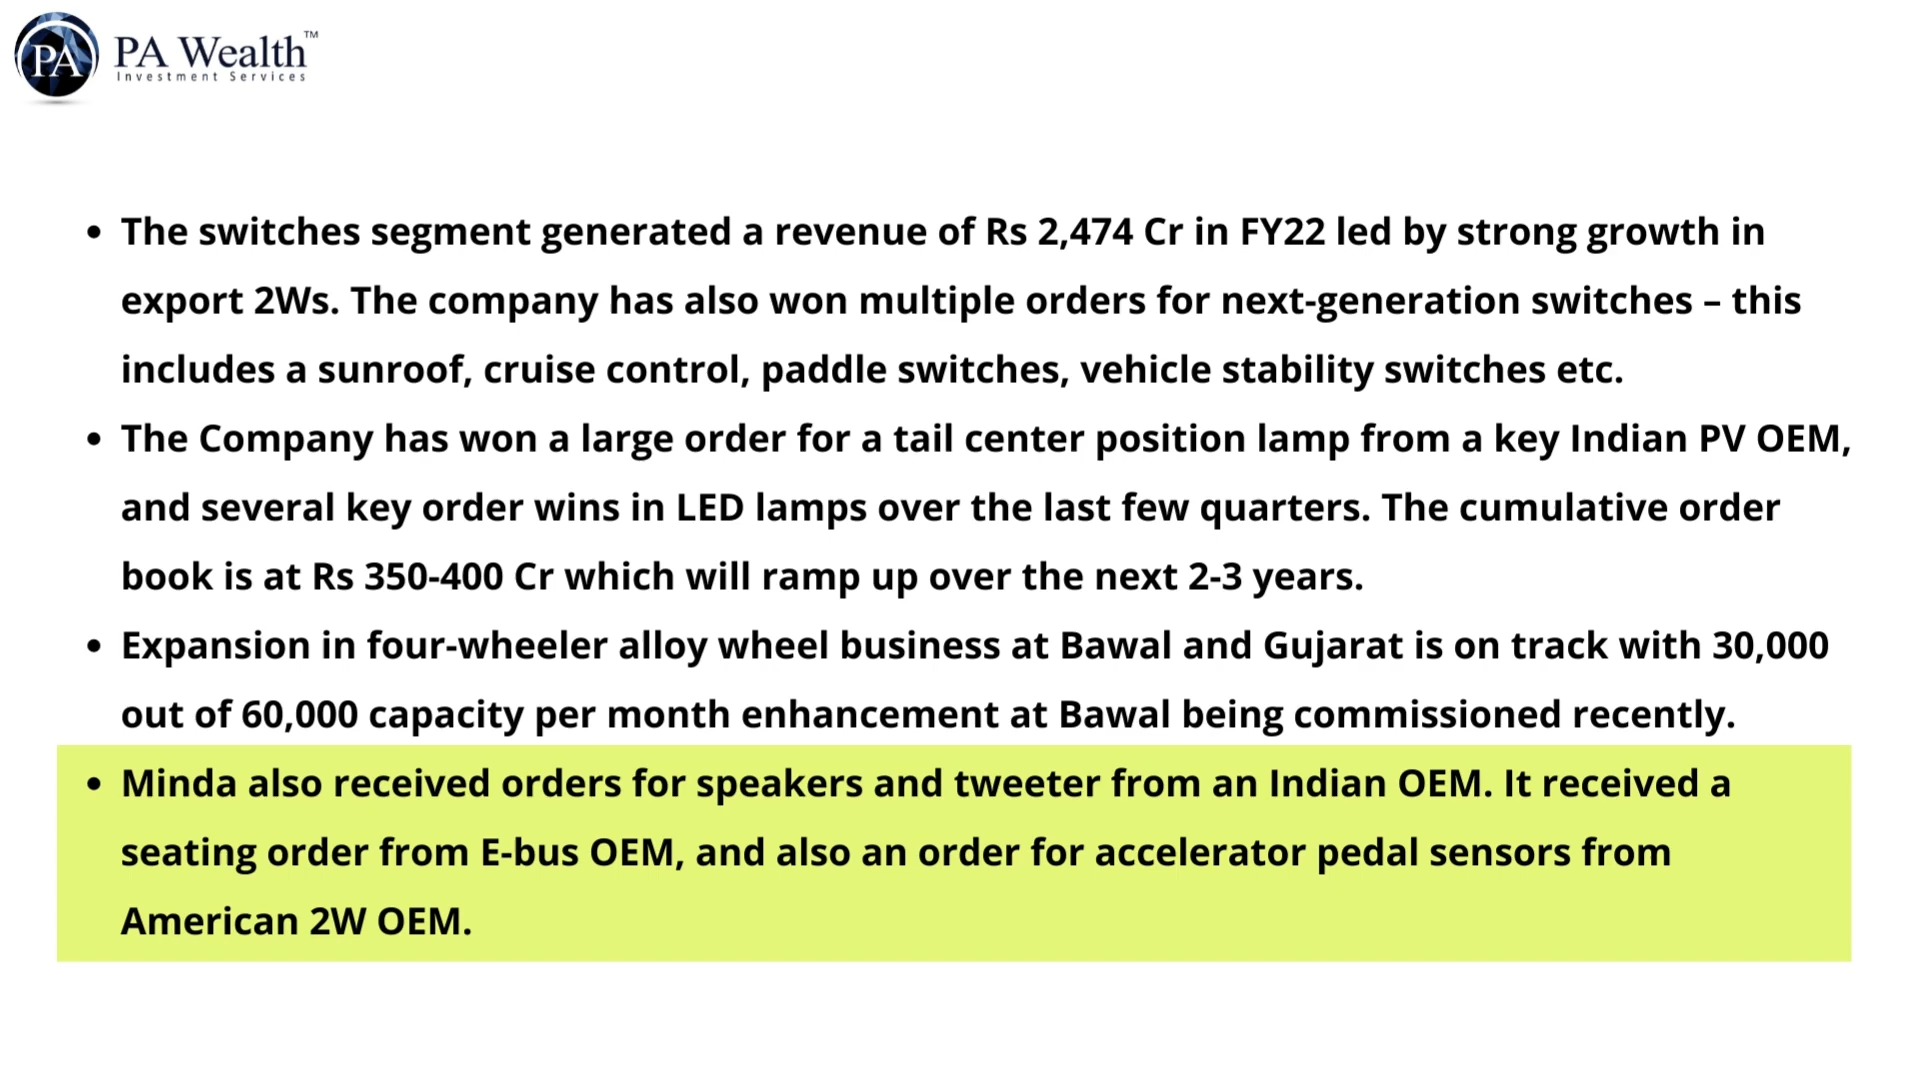 PA
PA Wealth™
Investment Services
• The switches segment generated a revenue of Rs 2,474 Cr in FY22 led by strong growth in
export 2Ws. The company has also won multiple orders for next-generation switches – this
includes a sunroof, cruise control, paddle switches, vehicle stability switches etc.
• The Company has won a large order for a tail center position lamp from a key Indian PV OEM,
and several key order wins in LED lamps over the last few quarters. The cumulative order
book is at Rs 350-400 Cr which will ramp up over the next 2-3 years.
• Expansion in four-wheeler alloy wheel business at Bawal and Gujarat is on track with 30,000
out of 60,000 capacity per month enhancement at Bawal being commissioned recently.
• Minda also received orders for speakers and tweeter from an Indian OEM. It received a
seating order from E-bus OEM, and also an order for accelerator pedal sensors from
American 2W OEM.